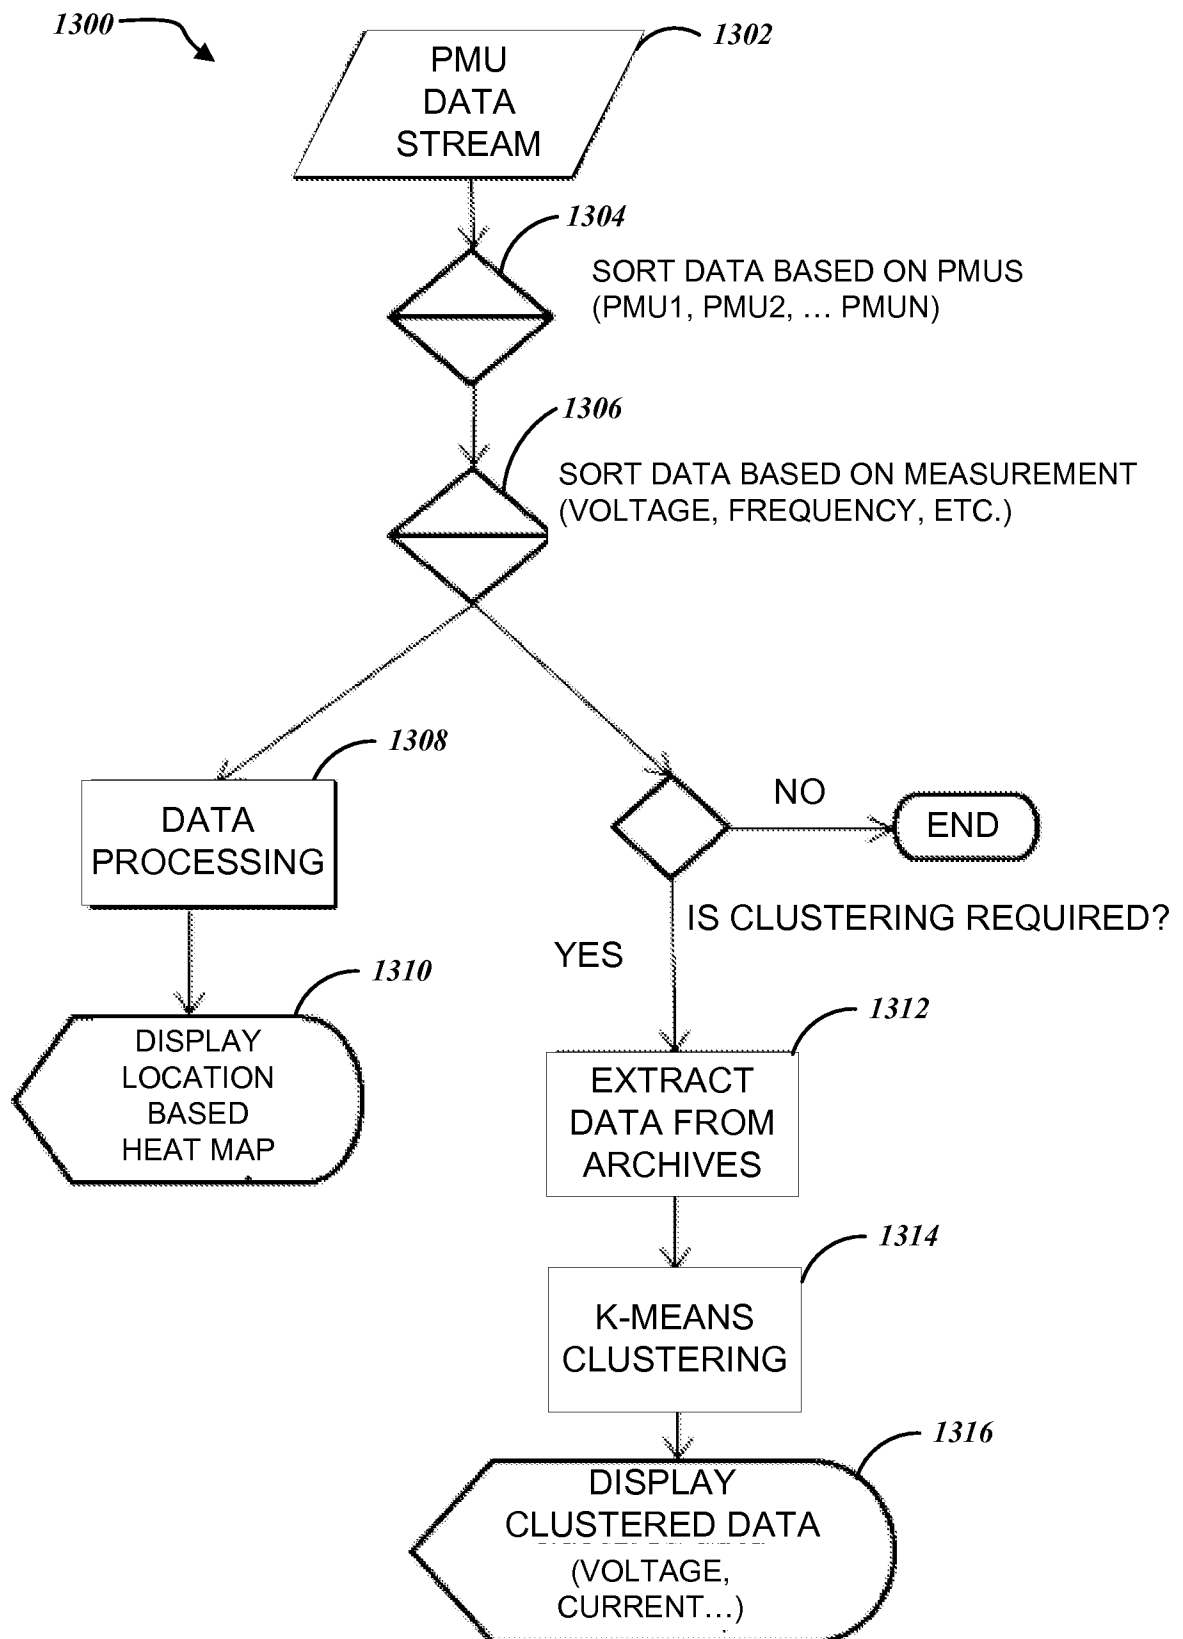 1300
1302
PMU
DATA
STREAM
1304
SORT DATA BASED ON PMUS
(PMU1, PMU2, ... PMUN)
1306
SORT DATA BASED ON MEASUREMENT
(VOLTAGE, FREQUENCY, ETC.)
1308
DATA
PROCESSING
NO
END
IS CLUSTERING REQUIRED?
YES
1310
DISPLAY
LOCATION
BASED
HEAT MAP
1312
EXTRACT
DATA FROM
ARCHIVES
1314
K-MEANS
CLUSTERING
1316
DISPLAY
CLUSTERED DATA
(VOLTAGE,
CURRENT...)